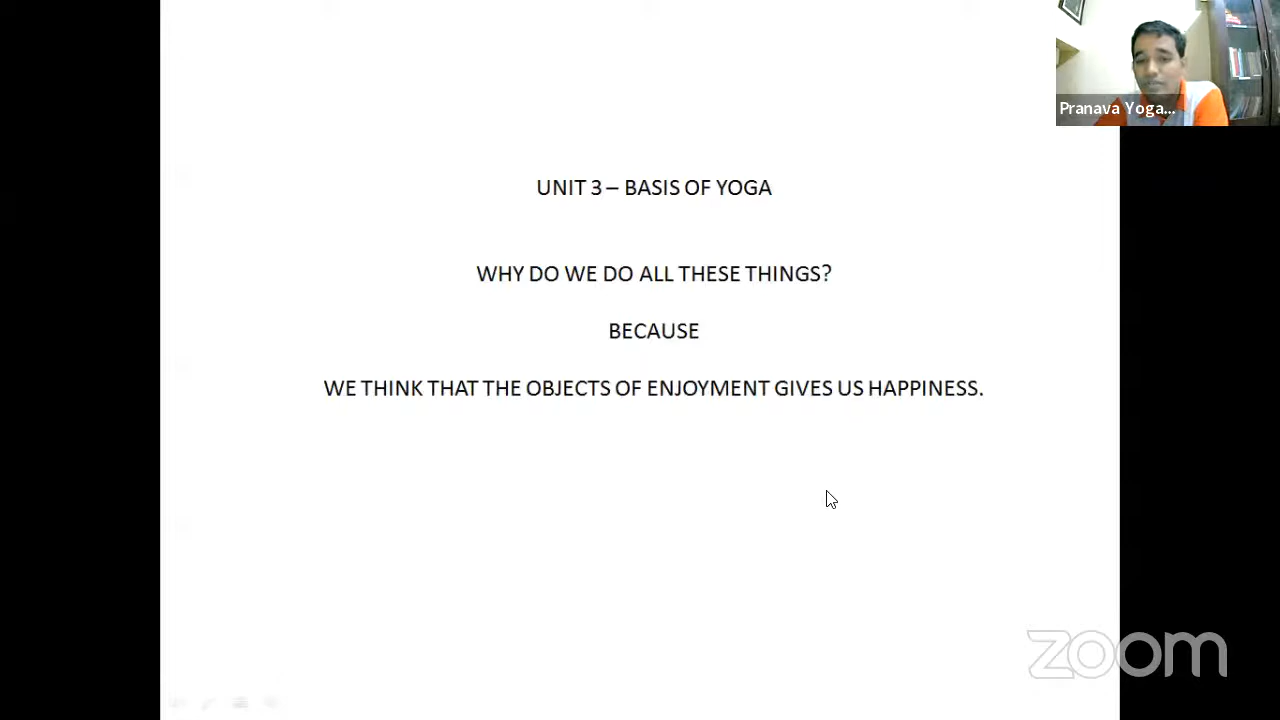 Pranava Yoga...
UNIT 3 – BASIS OF YOGA
WHY DO WE DO ALL THESE THINGS?
BECAUSE
WE THINK THAT THE OBJECTS OF ENJOYMENT GIVES US HAPPINESS.
zoom